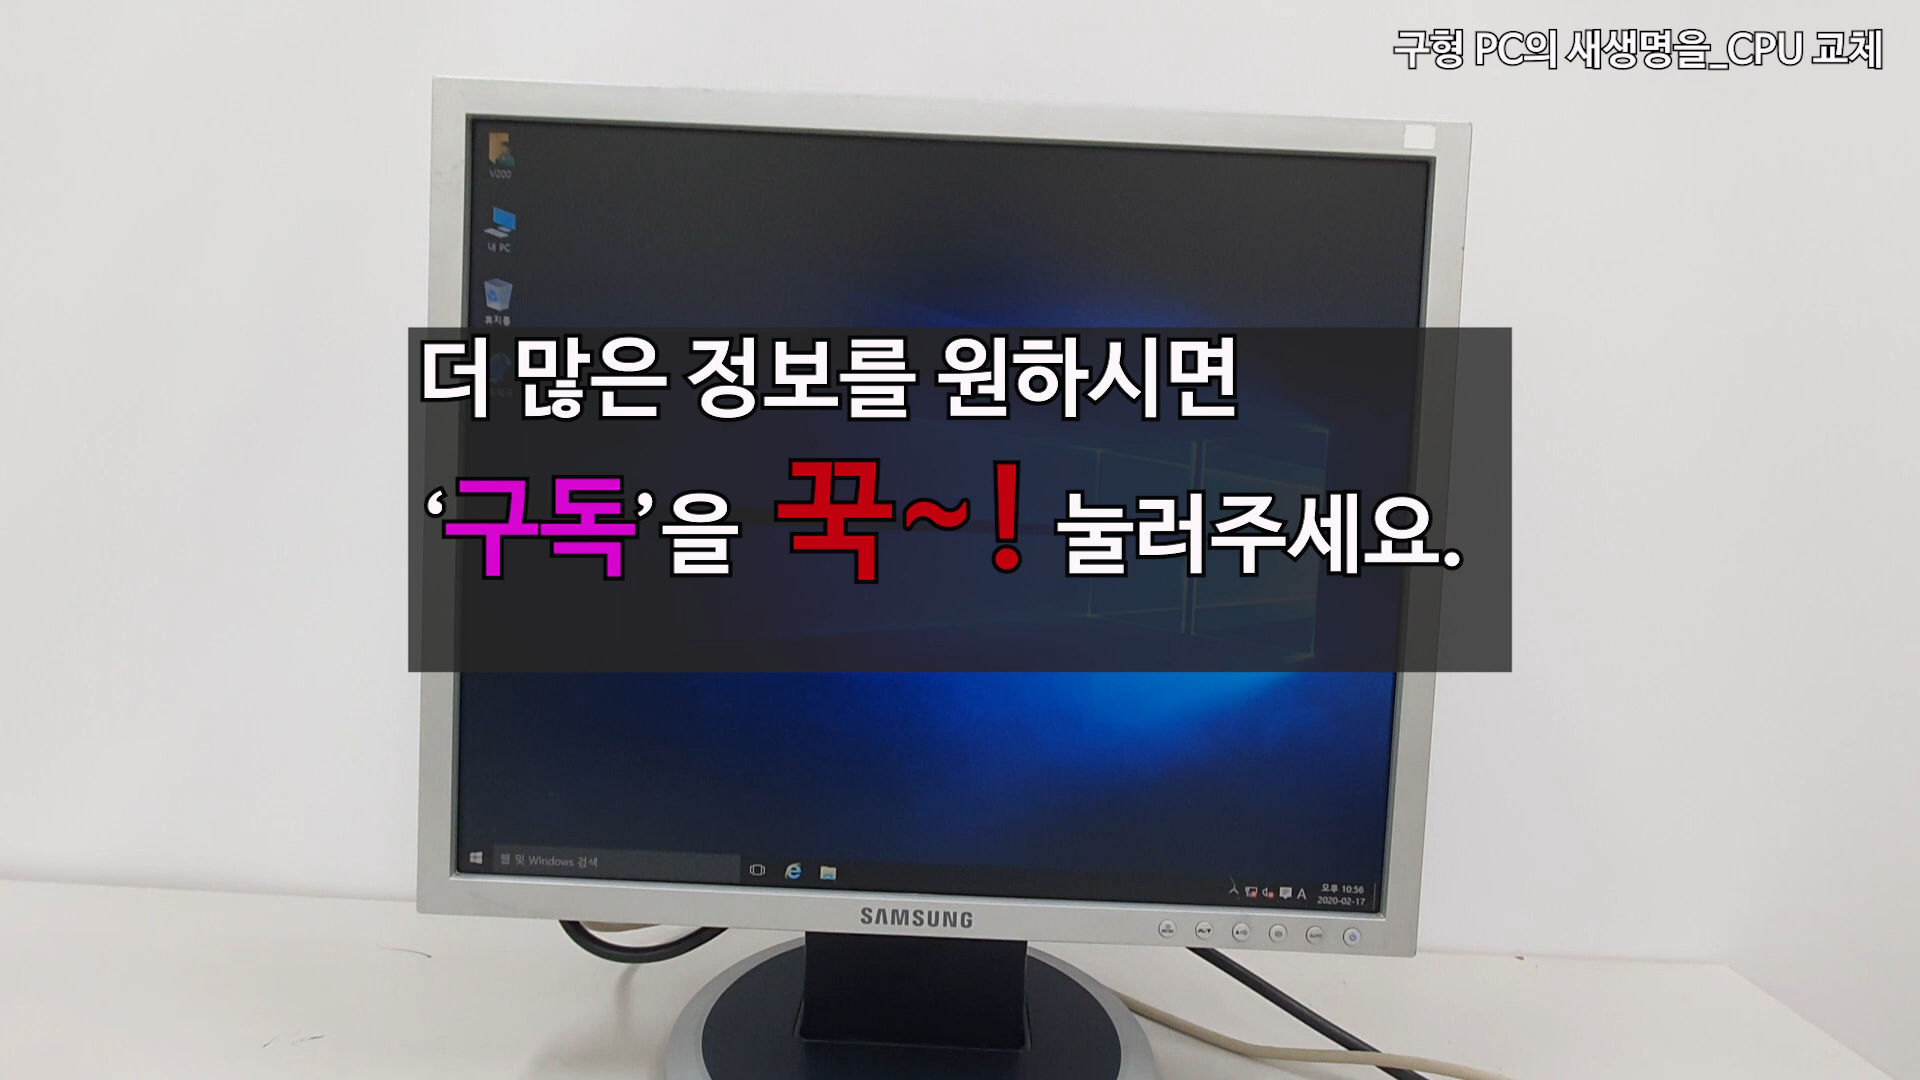 구형 PC의 새생명을_CPU 교체
V200
내 PC
휴지통
더 많은 정보를 원하시면
‘구독’을 꾹~! 눌러주세요.
웹 및 Windows 검색
A 오후 10:56
2020-02-17
SAMSUNG